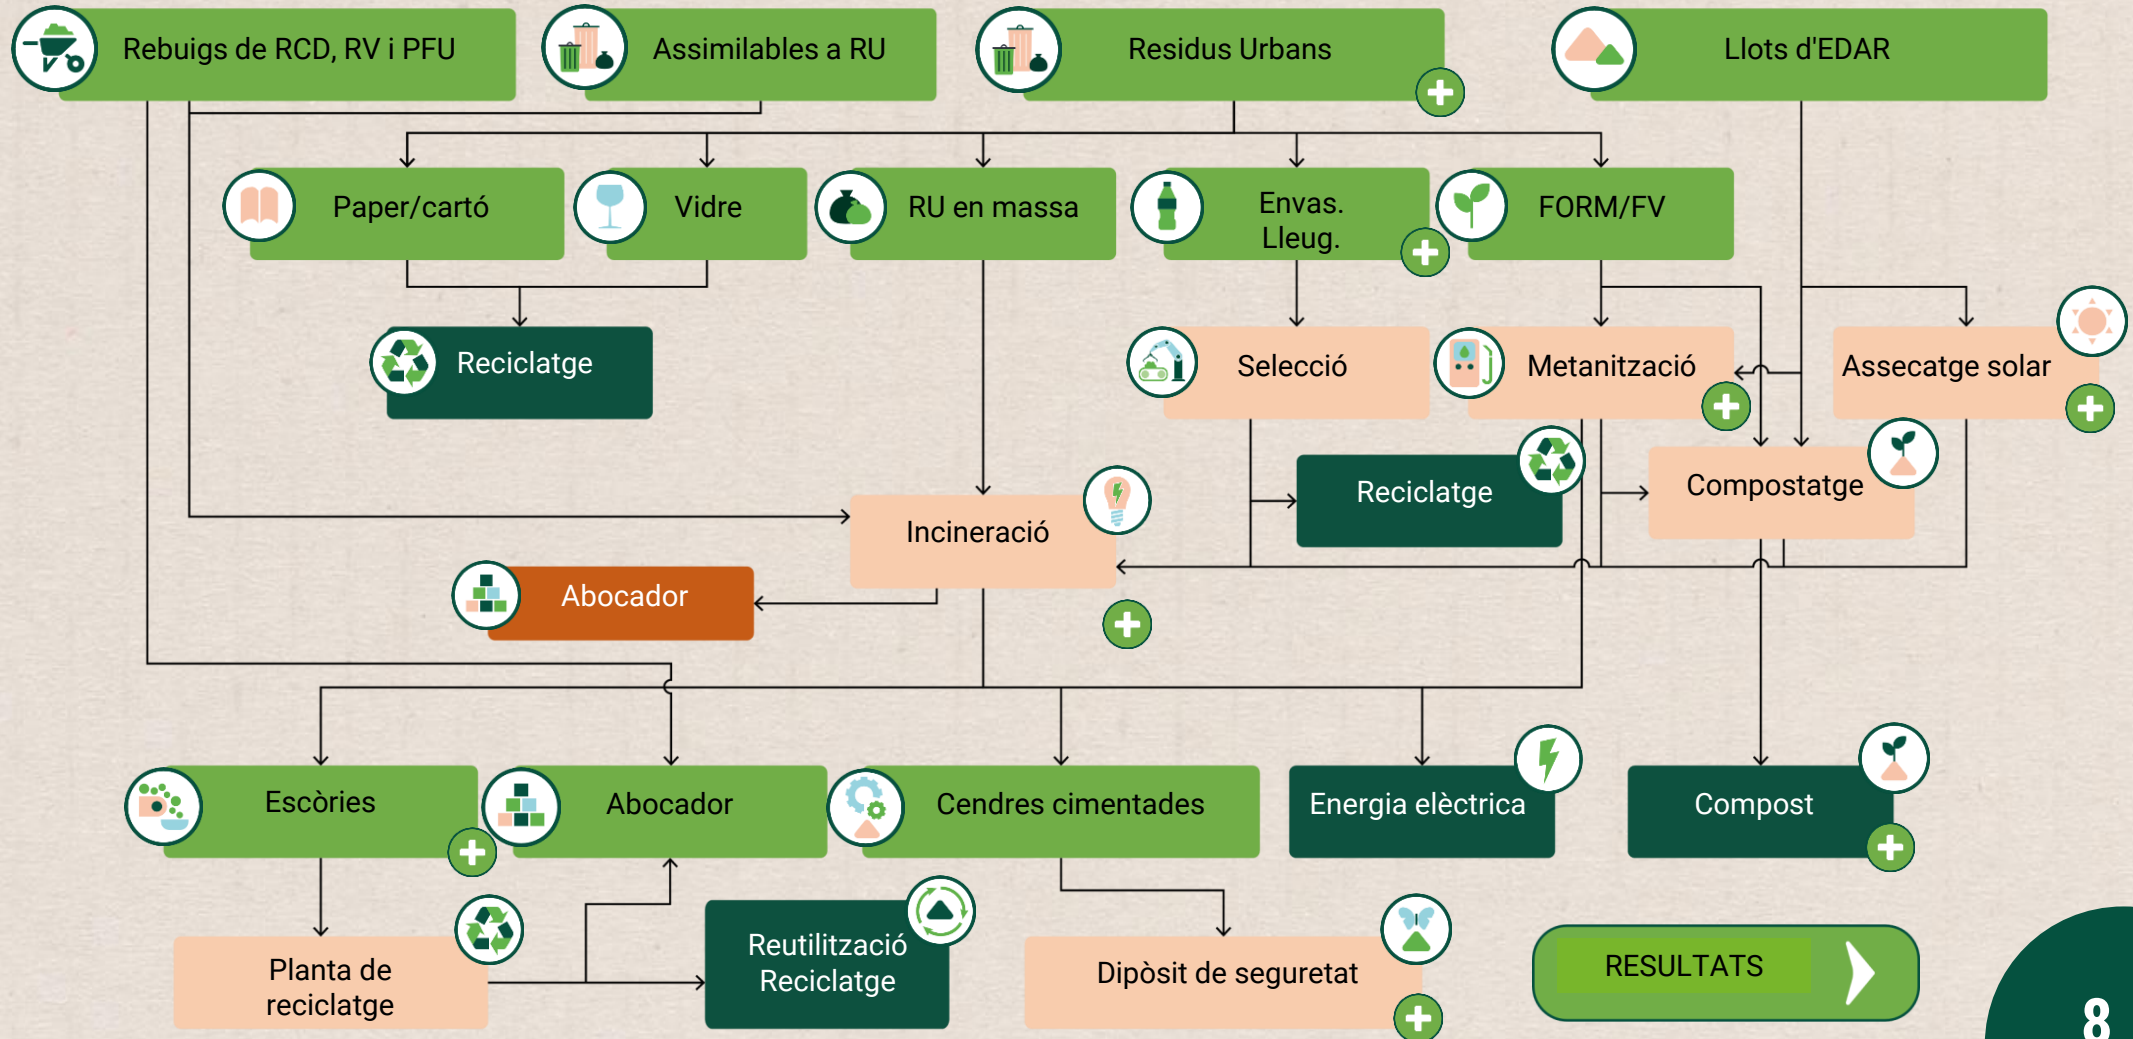 Rebuigs de RCD, RV i PFU
Assimilables a RU
Residus Urbans
Llots d'EDAR
Paper/cartó
Vidre
RU en massa
Envas.
Lleug.
FORM/FV
Reciclatge
Selecció
Metanització
Assecatge solar
Reciclatge
Compostatge
Incineració
Abocador
Escòries
Abocador
Cendres cimentades
Energia elèctrica
Compost
Planta de
reciclatge
Reutilització
Reciclatge
Dipòsit de seguretat
RESULTATS
8